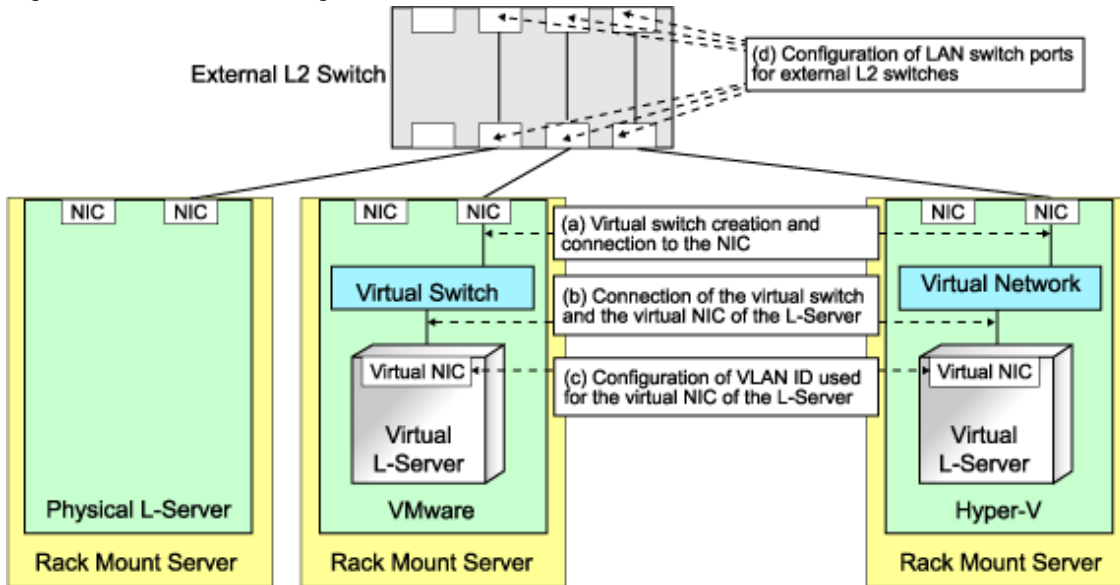 (d) Configuration of LAN switch ports
for external L2 switches
External L2 Switch
NIC
NIC
NIC
NIC
NIC
NIC
(a) Virtual switch creation and
connection to the NIC
Virtual Switch
Virtual Network
(b) Connection of the virtual switch
and the virtual NIC of the L-Server
Virtual NIC
(c) Configuration of VLAN ID used
for the virtual NIC of the L-Server
Virtual NIC
Virtual
L-Server
Virtual
L-Server
Physical L-Server
VMware
Hyper-V
Rack Mount Server
Rack Mount Server
Rack Mount Server